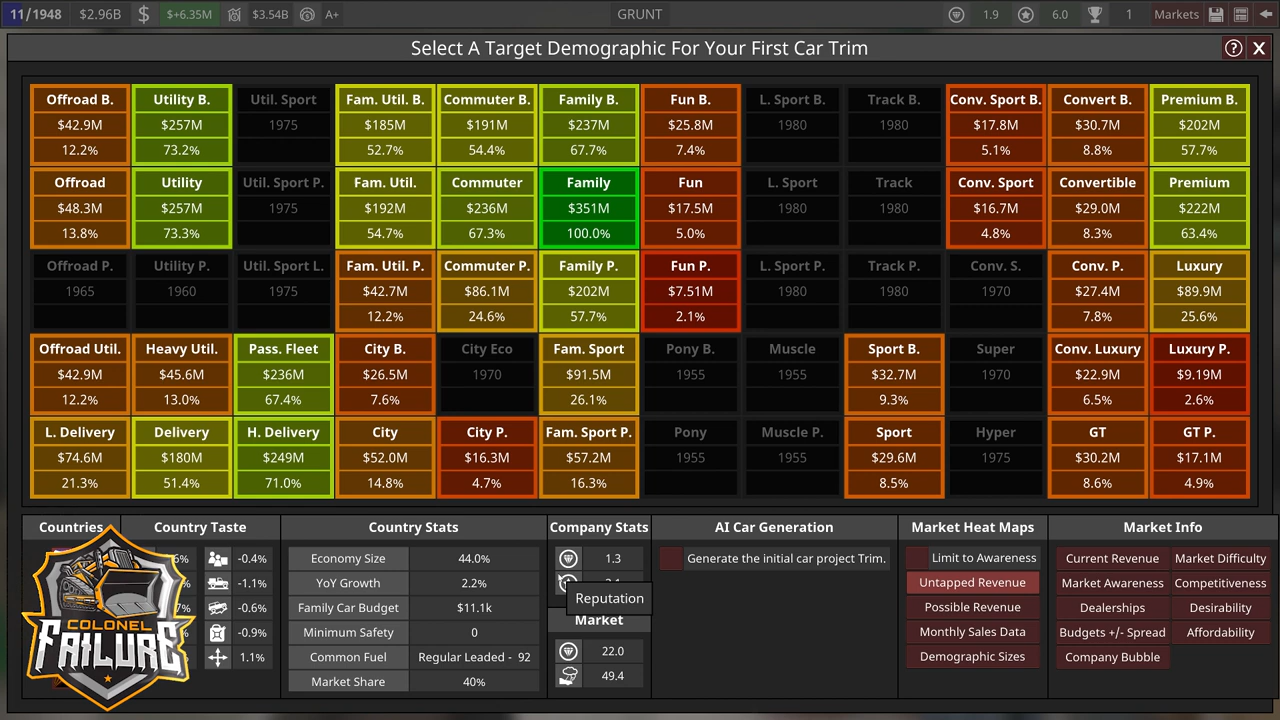 11/1948 $2.96B $ $+6.35M $3.54B A+ GRUNT 1.9 6.0 1 Markets
Select A Target Demographic For Your First Car Trim ? X
Offroad B. Utility B. Util. Sport Fam. Util. B. Commuter B. Family B. Fun B. L. Sport B. Track B. Conv. Sport B. Convert B. Premium B.
$42.9M $257M 1975 $185M $191M $237M $25.8M 1980 1980 $17.8M $30.7M $202M
12.2% 73.2% 52.7% 54.4% 67.7% 7.4% 5.1% 8.8% 57.7%
Offroad Utility Util. Sport P. Fam. Util. Commuter Family Fun L. Sport Track Conv. Sport Convertible Premium
$48.3M $257M 1975 $192M $236M $351M $17.5M 1980 1980 $16.7M $29.0M $222M
13.8% 73.3% 54.7% 67.3% 100.0% 5.0% 4.8% 8.3% 63.4%
Offroad P. Utility P. Util. Sport L. Fam. Util. P. Commuter P. Family P. Fun P. L. Sport P. Track P. Conv. S. Conv. P. Luxury
1965 1960 1975 $42.7M $86.1M $202M $7.51M 1980 1980 1970 $27.4M $89.9M
12.2% 24.6% 57.7% 2.1% 7.8% 25.6%
Offroad Util. Heavy Util. Pass. Fleet City B. City Eco Fam. Sport Pony B. Muscle Sport B. Super Conv. Luxury Luxury P.
$42.9M $45.6M $236M $26.5M 1970 $91.5M 1955 1955 $32.7M 1970 $22.9M $9.19M
12.2% 13.0% 67.4% 7.6% 26.1% 9.3% 6.5% 2.6%
L. Delivery Delivery H. Delivery City City P. Fam. Sport P. Pony Muscle P. Sport Hyper GT GT P.
$74.6M $180M $249M $52.0M $16.3M $57.2M 1955 1955 $29.6M 1975 $30.2M $17.1M
21.3% 51.4% 71.0% 14.8% 4.7% 16.3% 8.5% 8.6% 4.9%
Countries Country Taste Country Stats Company Stats AI Car Generation Market Heat Maps Market Info
-0.4% Economy Size 44.0% 1.3 Generate the initial car project Trim. Limit to Awareness Current Revenue Market Difficulty
-1.1% YoY Growth 2.2% Untapped Revenue Market Awareness Competitiveness
-0.6% Family Car Budget $11.1k Reputation Possible Revenue Dealerships Desirability
-0.9% Minimum Safety 0 Market Monthly Sales Data Budgets +/- Spread Affordability
1.1% Common Fuel Regular Leaded - 92 22.0 Demographic Sizes Company Bubble
Market Share 40% 49.4
COLONEL
FAILURE